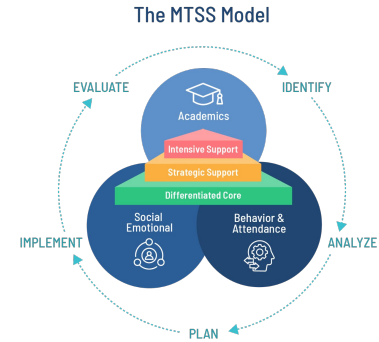 The MTSS Model
EVALUATE
IDENTIFY
Academics
Intensive Support
Strategic Support
Differentiated Core
Social
Emotional
Behavior &
Attendance
IMPLEMENT
ANALYZE
PLAN